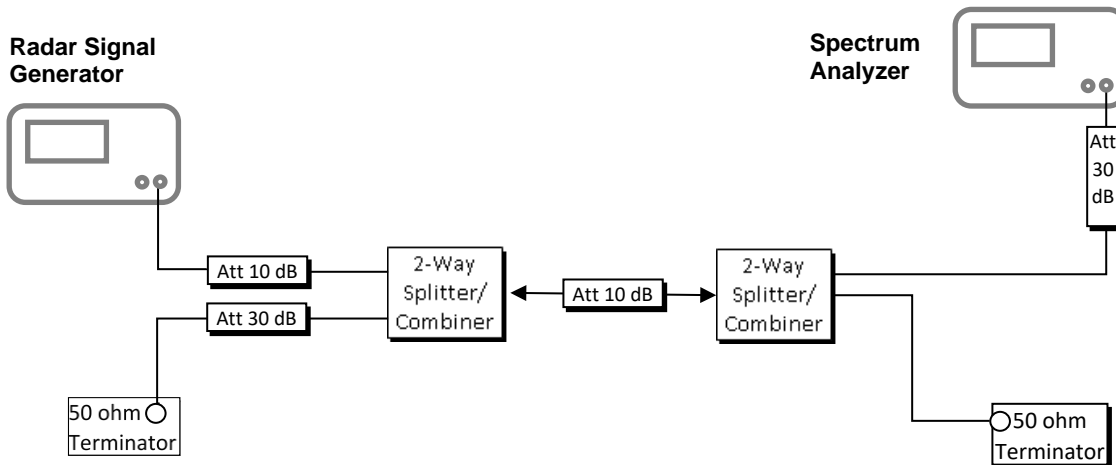 Radar Signal
Generator
Spectrum
Analyzer
Att
30
dB
Att 10 dB
2-Way
Splitter/
Combiner
Att 10 dB
2-Way
Splitter/
Combiner
Att 30 dB
50 ohm
Terminator
50 ohm
Terminator